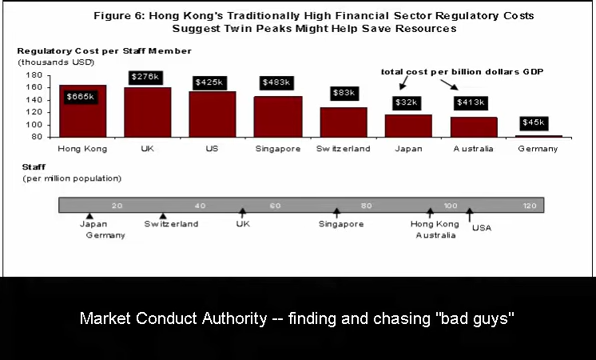 Figure 6: Hong Kong's Traditionally High Financial Sector Regulatory Costs
Suggest Twin Peaks Might Help Save Resources
Regulatory Cost per Staff Member
(thousands USD)
total cost per billion dollars GDP
180
160
140
120
100
80
$665k
$276k
$425k
$483k
$83k
$32k
$413k
$45k
Hong Kong UK US Singapore Switzerland Japan Australia Germany
Staff
(per million population)
20 40 60 80 100 120
Japan Switzerland UK Singapore Hong Kong USA
Germany Australia
Market Conduct Authority -- finding and chasing "bad guys"